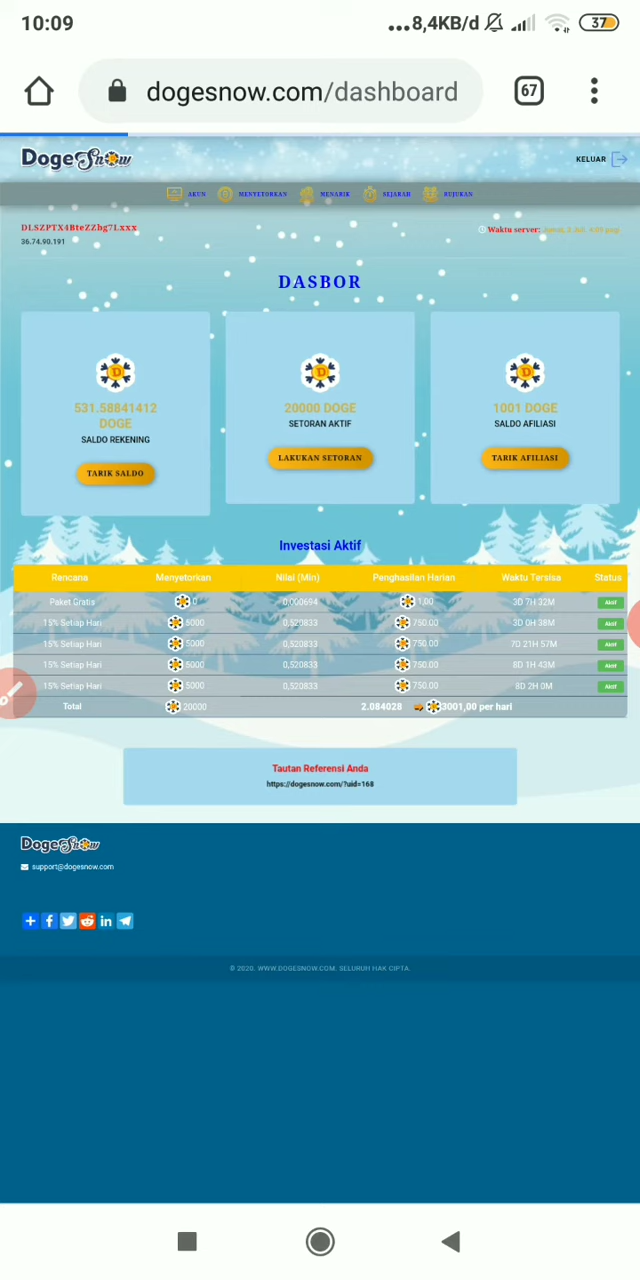 10:09
...8,4KB/d
37
dogesnow.com/dashboard
67
DogeSnow
KELUAR
AKUN
MENYETORKAN
MENARIK
SEJARAH
RUJUKAN
DLSZPTX4BteZZbg7Lxxx
36.74.90.191
Waktu server:
DASBOR
531.58841412
DOGE
SALDO REKENING
TARIK SALDO
20000 DOGE
SETORAN AKTIF
LAKUKAN SETORAN
1001 DOGE
SALDO AFILIASI
TARIK AFILIASI
Investasi Aktif
Rencana Menyetorkan Nilai (Min) Penghasilan Harian Waktu Tersisa Status
Paket Gratis 0 0,000694 1,00 3D 7H 32M Aktif
15% Setiap Hari 5000 0,520833 750.00 3D 0H 38M Aktif
15% Setiap Hari 5000 0,520833 750.00 7D 21H 57M Aktif
15% Setiap Hari 5000 0,520833 750.00 8D 1H 43M Aktif
15% Setiap Hari 5000 0,520833 750.00 8D 2H 0M Aktif
Total 20000 2.084028 3001,00 per hari
Tautan Referensi Anda
https://dogesnow.com/?uid=168
DogeSnow
support@dogesnow.com
© 2020. WWW.DOGESNOW.COM. SELURUH HAK CIPTA.